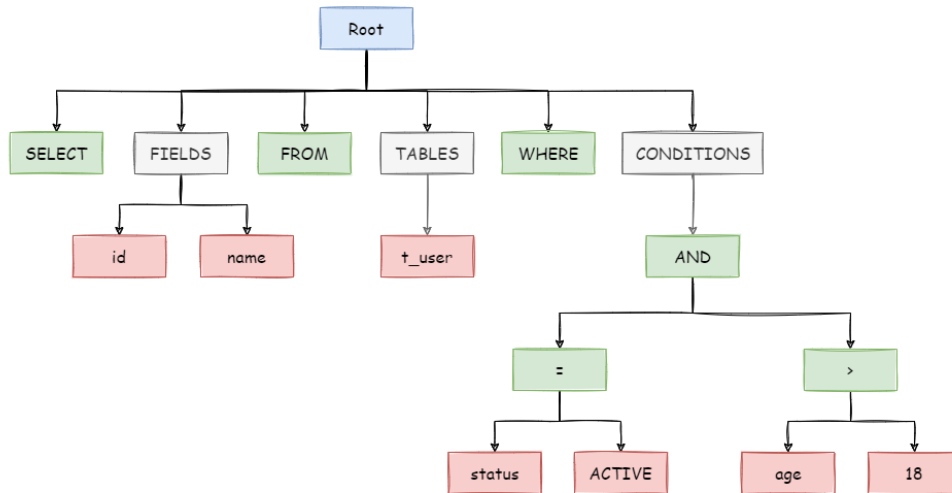 Root
SELECT FIELDS FROM TABLES WHERE CONDITIONS
id name t_user AND
= >
status ACTIVE age 18